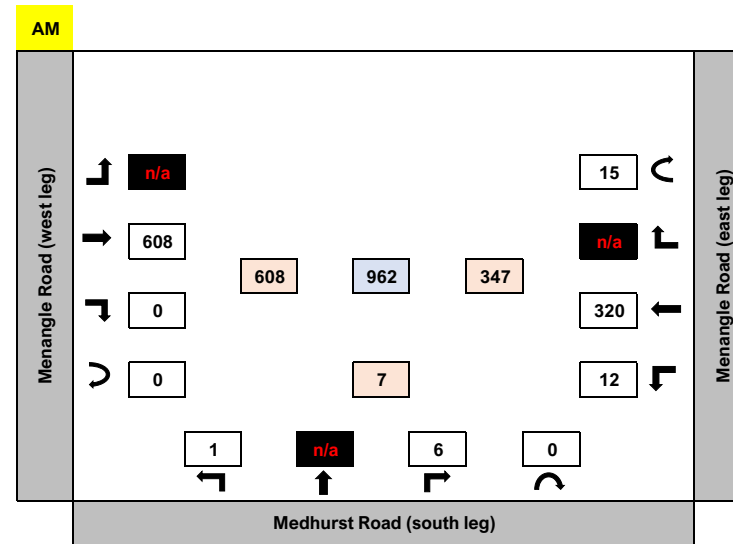 AM
Menangle Road (west leg)
n/a
15
608
n/a
608
962
347
0
320
0
7
12
1
n/a
6
0
Menangle Road (east leg)
Medhurst Road (south leg)